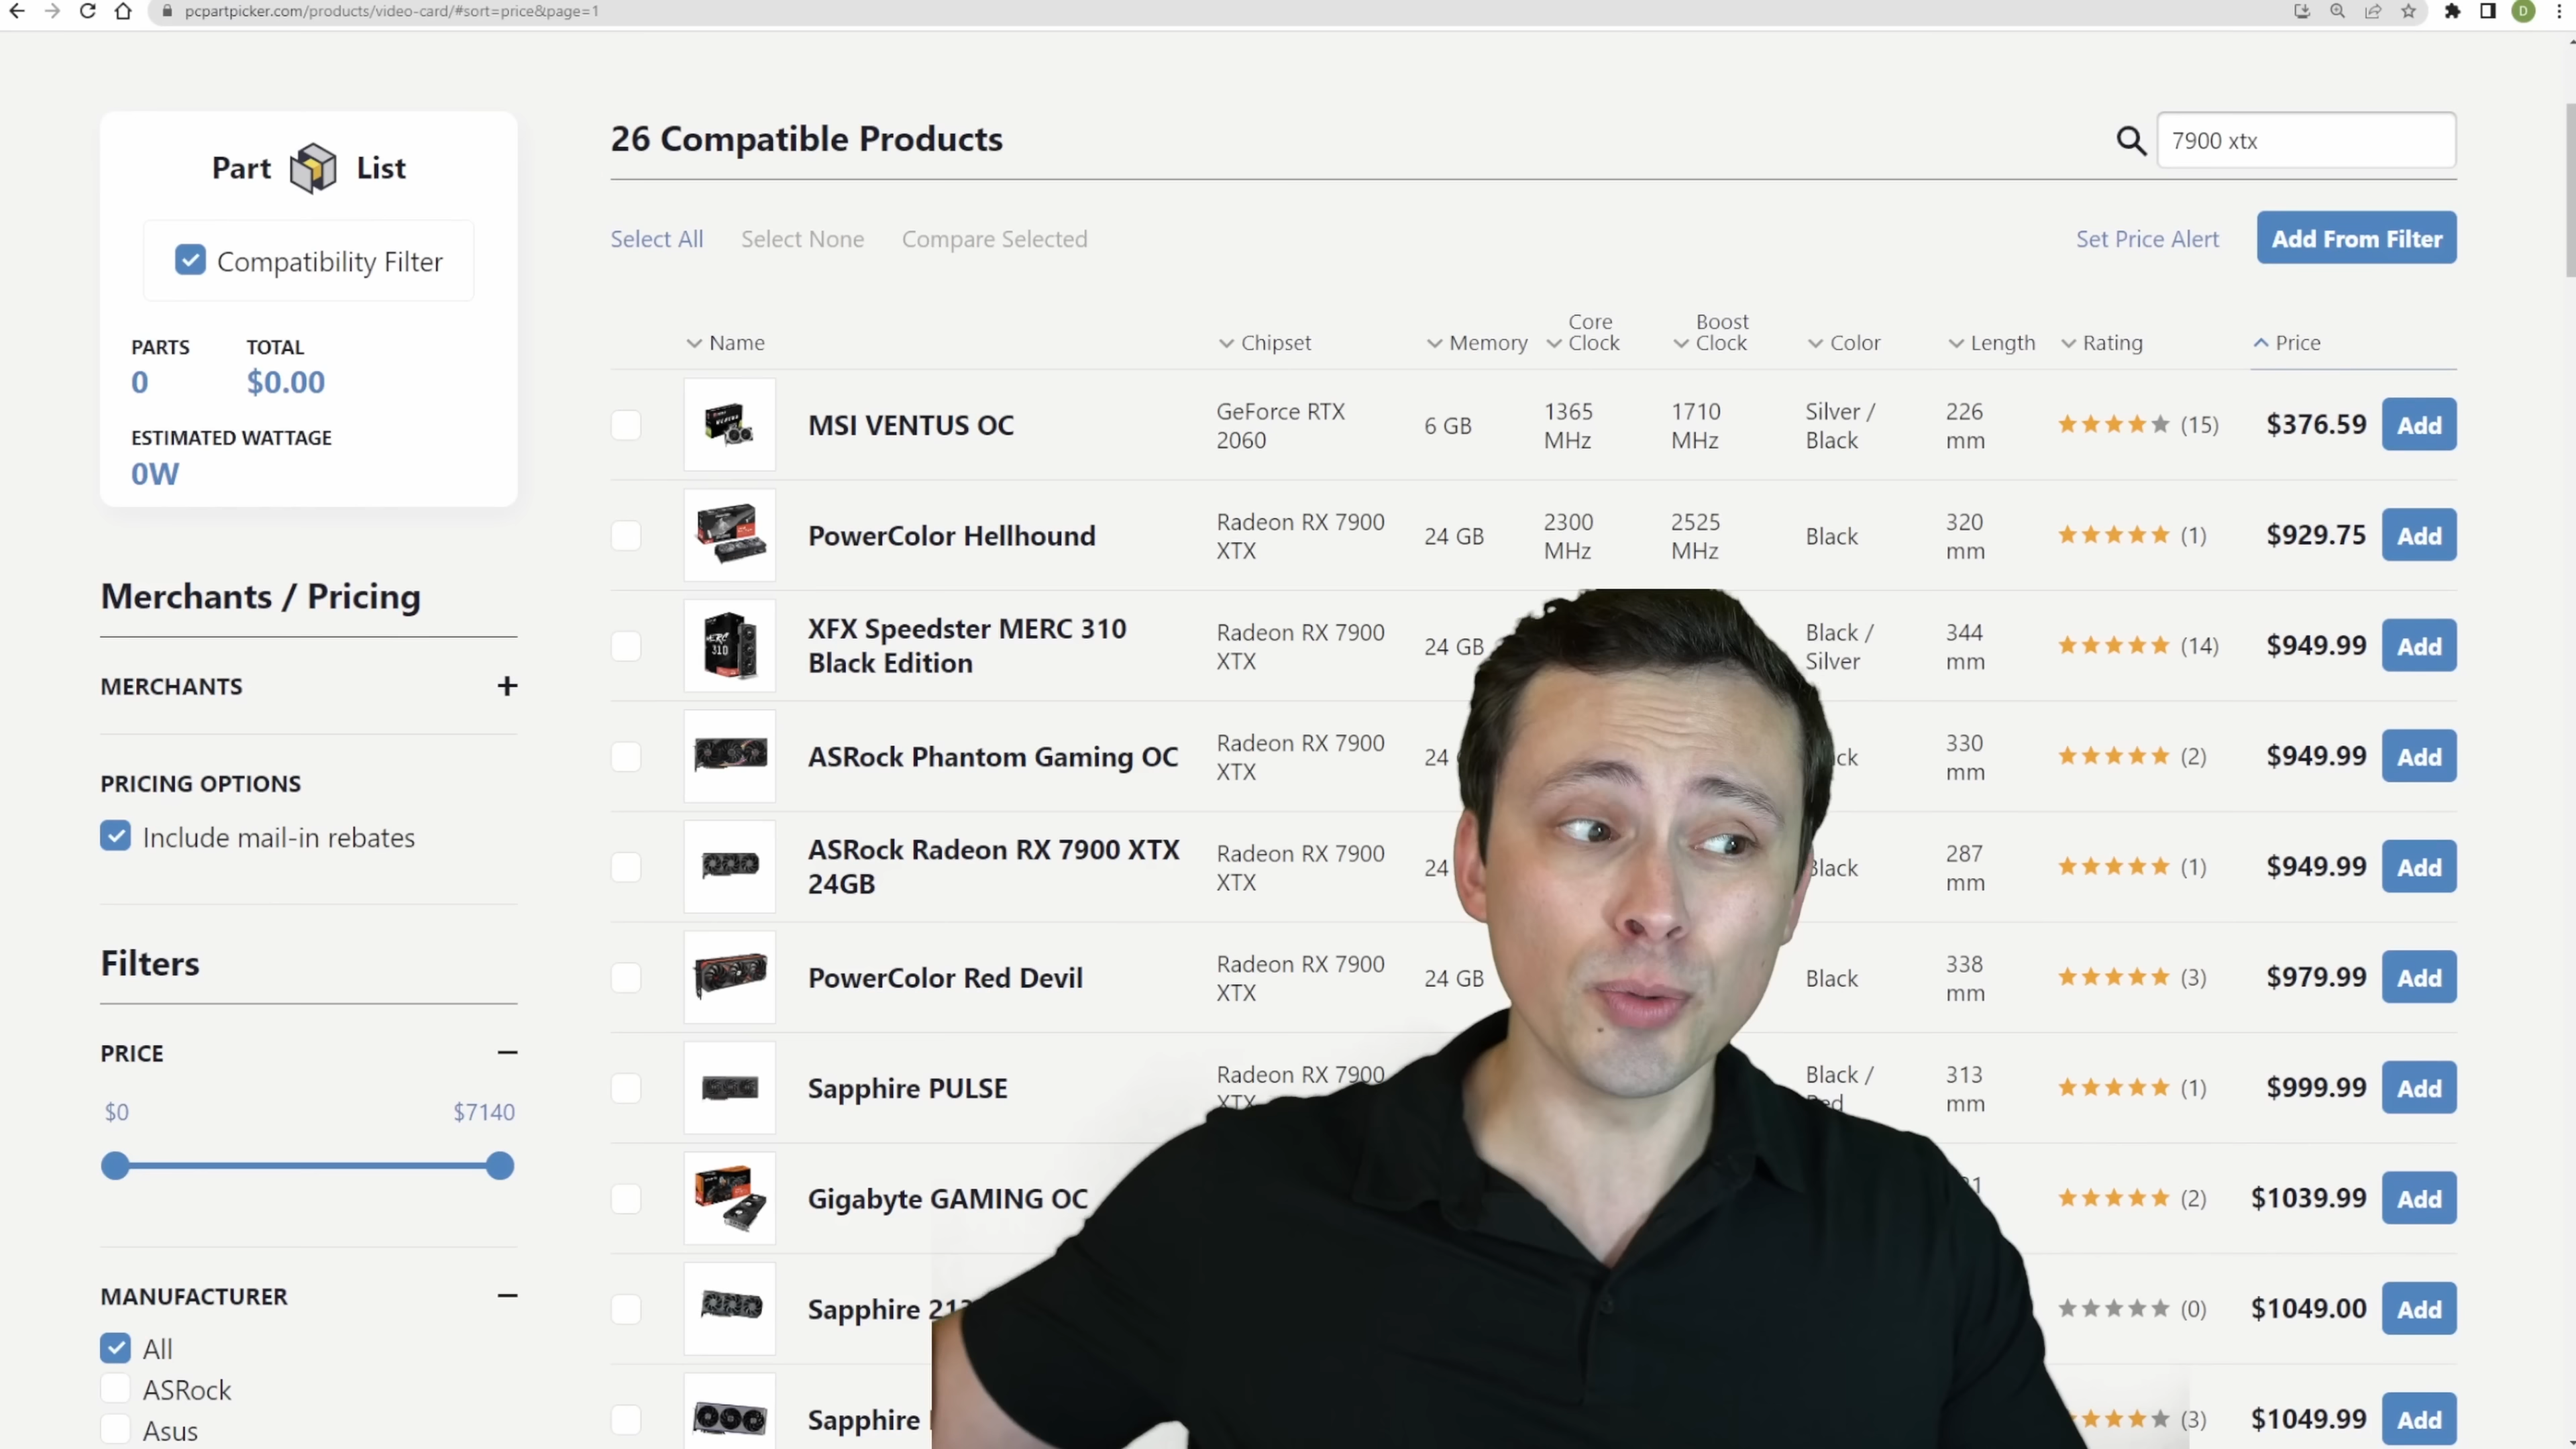 pcpartpicker.com/products/video-card/#sort=price&page=1
D
Part List
Compatibility Filter
PARTS TOTAL
0 $0.00
ESTIMATED WATTAGE
0W
Merchants / Pricing
MERCHANTS +
PRICING OPTIONS
Include mail-in rebates
Filters
PRICE
$0 $7140
MANUFACTURER
All
ASRock
Asus
26 Compatible Products
7900 xtx
Select All Select None Compare Selected Set Price Alert Add From Filter
Name Chipset Memory Core Clock Boost Clock Color Length Rating Price
MSI VENTUS OC GeForce RTX 2060 6 GB 1365 MHz 1710 MHz Silver / Black 226 mm (15) $376.59 Add
PowerColor Hellhound Radeon RX 7900 XTX 24 GB 2300 MHz 2525 MHz Black 320 mm (1) $929.75 Add
XFX Speedster MERC 310 Black Edition Radeon RX 7900 XTX 24 GB Black / Silver 344 mm (14) $949.99 Add
ASRock Phantom Gaming OC Radeon RX 7900 XTX 24 330 mm (2) $949.99 Add
ASRock Radeon RX 7900 XTX 24GB Radeon RX 7900 XTX 24 Black 287 mm (1) $949.99 Add
PowerColor Red Devil Radeon RX 7900 XTX 24 GB Black 338 mm (3) $979.99 Add
Sapphire PULSE Radeon RX 7900 XTX Black / Red 313 mm (1) $999.99 Add
Gigabyte GAMING OC (2) $1039.99 Add
Sapphire (0) $1049.00 Add
Sapphire (3) $1049.99 Add